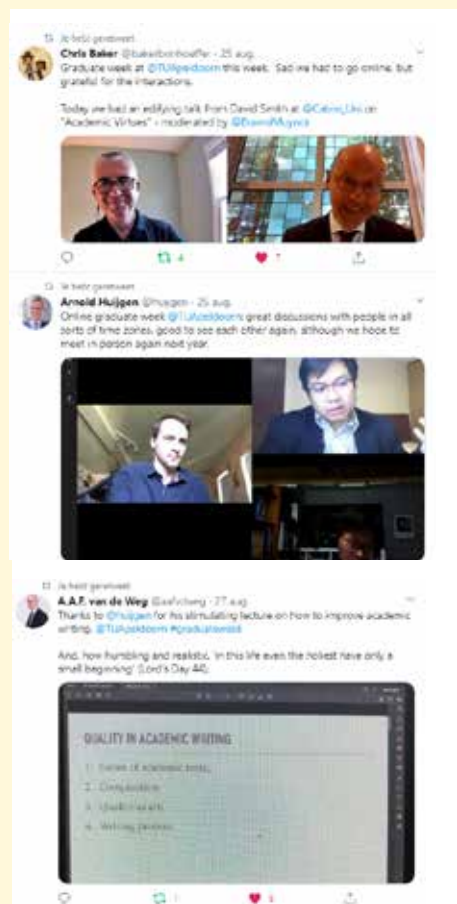 Je hebt geretweet
Chris Baker @bakerbonhoeffer · 25 aug.
Graduate week at @TUApeldoorn this week. Sad we had to go online, but
grateful for the interactions.
Today we had an edifying talk from David Smith at @Calvin_Uni on
"Academic Virtues" - moderated by
4
7
Je hebt geretweet
Arnold Huijgen @huijgen · 25 aug.
Online graduate week @TUApeldoorn: great discussions with people in all
sorts of time zones, good to see each other again, although we hope to
meet in person again next year.
Je hebt geretweet
A.A.F. van de Weg · 27 aug.
Thanks to @huijgen for his stimulating lecture on how to improve academic
writing. @TUApeldoorn
And, how humbling and realistic, 'In this life even the holiest have only a
small beginning' (Lord's Day 44).
QUALITY IN ACADEMIC WRITING
1.
2.
3.
4.